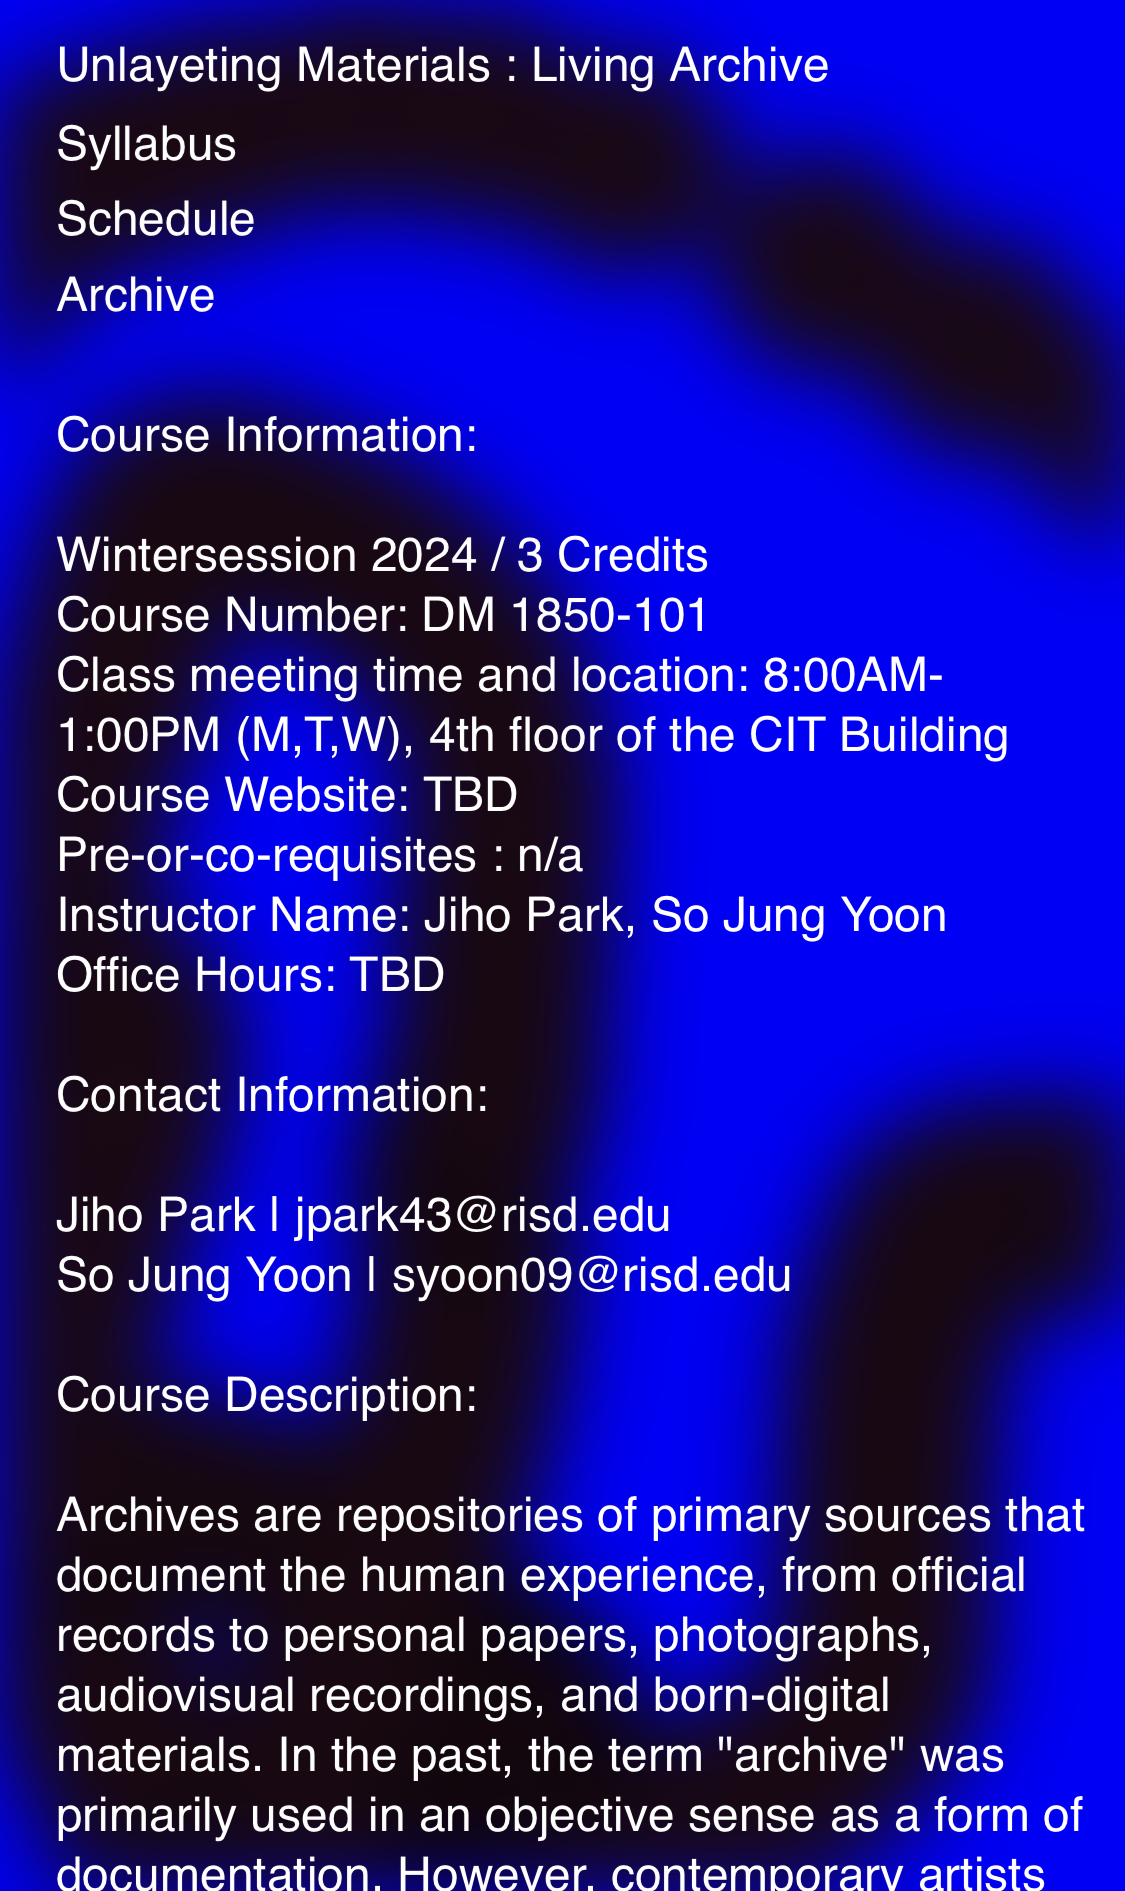 Unlayeting Materials : Living Archive
Syllabus
Schedule
Archive
Course Information:
Wintersession 2024 / 3 Credits
Course Number: DM 1850-101
Class meeting time and location: 8:00AM-
1:00PM (M,T,W), 4th floor of the CIT Building
Course Website: TBD
Pre-or-co-requisites : n/a
Instructor Name: Jiho Park, So Jung Yoon
Office Hours: TBD
Contact Information:
Jiho Park | jpark43@risd.edu
So Jung Yoon | syoon09@risd.edu
Course Description:
Archives are repositories of primary sources that
document the human experience, from official
records to personal papers, photographs,
audiovisual recordings, and born-digital
materials. In the past, the term "archive" was
primarily used in an objective sense as a form of
documentation. However, contemporary artists